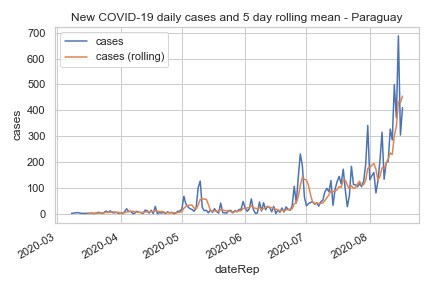 New COVID-19 daily cases and 5 day rolling mean - Paraguay
cases
cases (rolling)
700
600
500
400
300
200
100
0
cases
2020-03
2020-04
2020-05
2020-06
2020-07
2020-08
dateRep